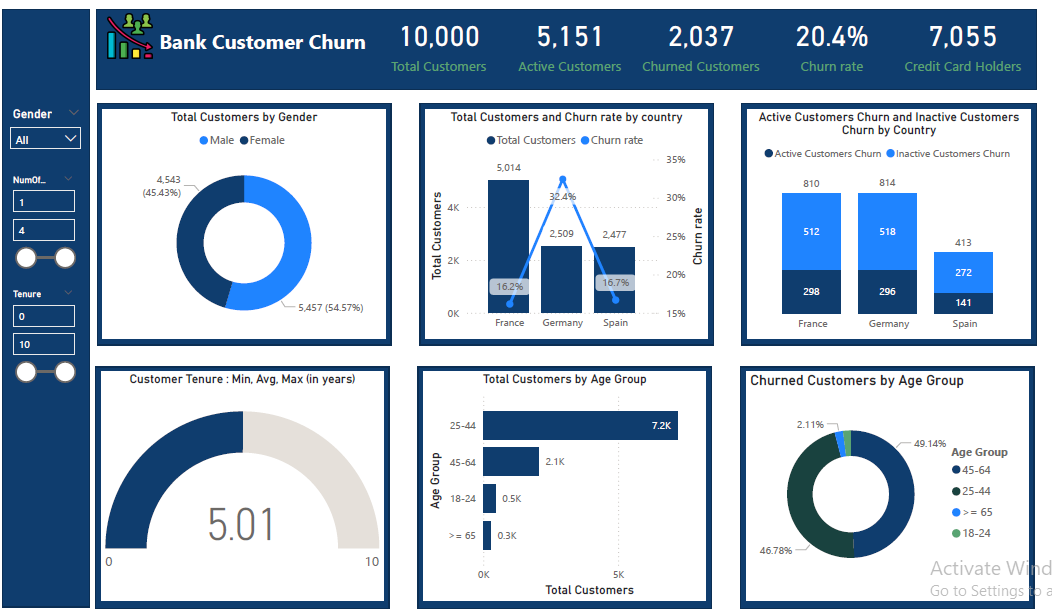 Bank Customer Churn
10,000
Total Customers
5,151
Active Customers
2,037
Churned Customers
20.4%
Churn rate
7,055
Credit Card Holders
Gender
All
NumOf...
1
4
Tenure
0
10
Total Customers by Gender
Male Female
4,543
(45.43%)
5,457 (54.57%)
Total Customers and Churn rate by country
Total Customers Churn rate
Total Customers
4K
2K
0K
5,014
2,509
2,477
16.2%
32.4%
16.7%
France
Germany
Spain
35%
30%
25%
20%
15%
Churn rate
Active Customers Churn and Inactive Customers
Churn by Country
Active Customers Churn Inactive Customers Churn
810
814
413
512
518
272
298
296
141
France
Germany
Spain
Customer Tenure : Min, Avg, Max (in years)
5.01
0
10
Total Customers by Age Group
Age Group
25-44
7.2K
45-64
2.1K
18-24
0.5K
>= 65
0.3K
0K
5K
Total Customers
Churned Customers by Age Group
2.11%
49.14%
46.78%
Age Group
45-64
25-44
>= 65
18-24
Activate Wind
Go to Settings to a